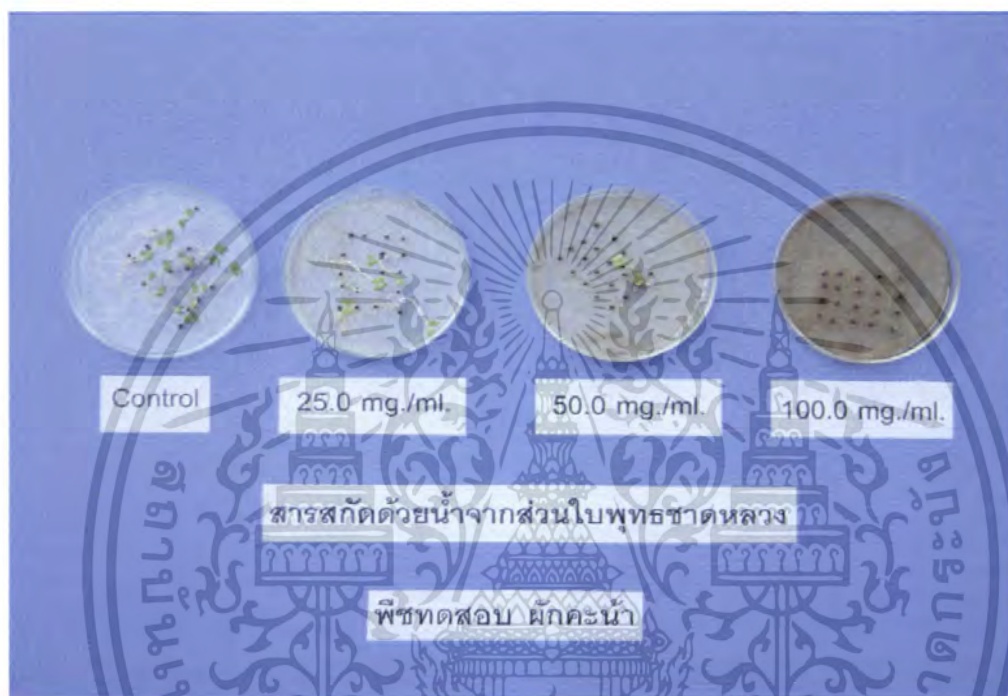 Control
25.0 mg./ml.
50.0 mg./ml.
100.0 mg./ml.
สารสกัดด้วยน้ำจากส่วนใบพุทธชาดหลวง
พืชทดสอบ ผักคะน้า